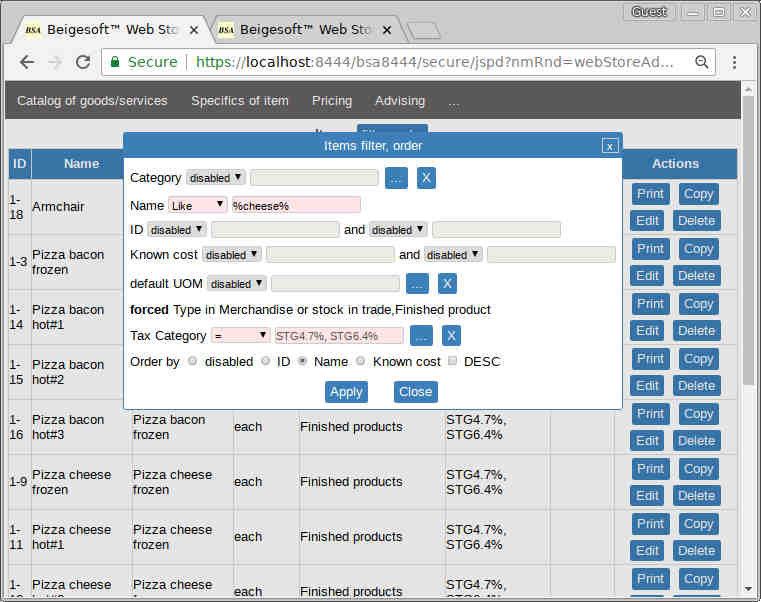 Guest
BSA Beigesoft™ Web Sto
BSA Beigesoft™ Web Sto
Secure https://localhost:8444/bsa8444/secure/jspd?nmRnd=webStoreAd...
Catalog of goods/services Specifics of item Pricing Advising ...
Items filter, order x
ID Name Actions
Category disabled ... X
Name Like %cheese%
ID disabled and disabled
Known cost disabled and disabled
default UOM disabled ... X
forced Type in Merchandise or stock in trade,Finished product
Tax Category = STG4.7%, STG6.4% ... X
Order by disabled ID Name Known cost DESC
Apply Close
1-
18
Armchair
Print Copy
Edit Delete
1-3
Pizza bacon
frozen
Print Copy
Edit Delete
1-
14
Pizza bacon
hot#1
Print Copy
Edit Delete
1-
15
Pizza bacon
hot#2
Print Copy
Edit Delete
1-
16
Pizza bacon
hot#3
Pizza bacon
frozen
each
Finished products
STG4.7%,
STG6.4%
Print Copy
Edit Delete
1-9
Pizza cheese
frozen
Pizza cheese
frozen
each
Finished products
STG4.7%,
STG6.4%
Print Copy
Edit Delete
1-
11
Pizza cheese
hot#1
Pizza cheese
frozen
each
Finished products
STG4.7%,
STG6.4%
Print Copy
Edit Delete
1-
Pizza cheese
Pizza cheese
each
Finished products
STG4.7%,
Print Copy